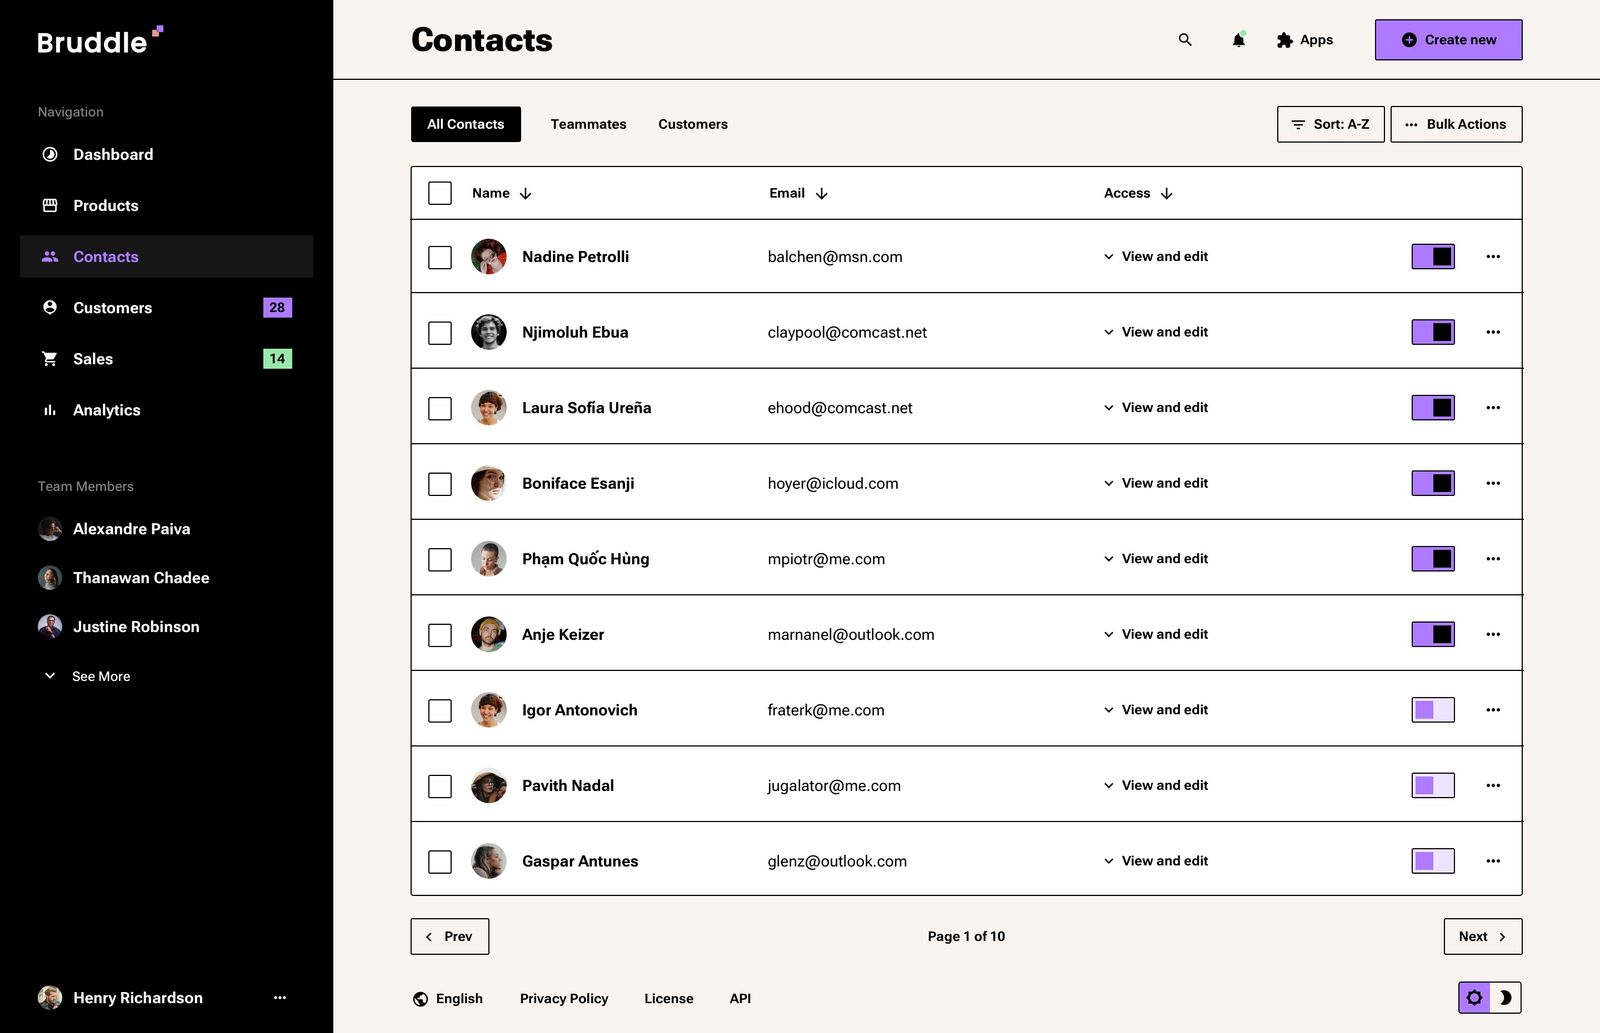 Bruddle
Navigation
Dashboard
Products
Contacts
Customers 28
Sales 14
Analytics
Team Members
Alexandre Paiva
Thanawan Chadee
Justine Robinson
See More
Henry Richardson
Contacts
Apps
Create new
All Contacts Teammates Customers
Sort: A-Z
Bulk Actions
Name Email Access
Nadine Petrolli balchen@msn.com View and edit
Njimoluh Ebua claypool@comcast.net View and edit
Laura Sofía Ureña ehood@comcast.net View and edit
Boniface Esanji hoyer@icloud.com View and edit
Phạm Quốc Hùng mpiotr@me.com View and edit
Anje Keizer marnanel@outlook.com View and edit
Igor Antonovich fraterk@me.com View and edit
Pavith Nadal jugalator@me.com View and edit
Gaspar Antunes glenz@outlook.com View and edit
Prev Page 1 of 10 Next
English Privacy Policy License API